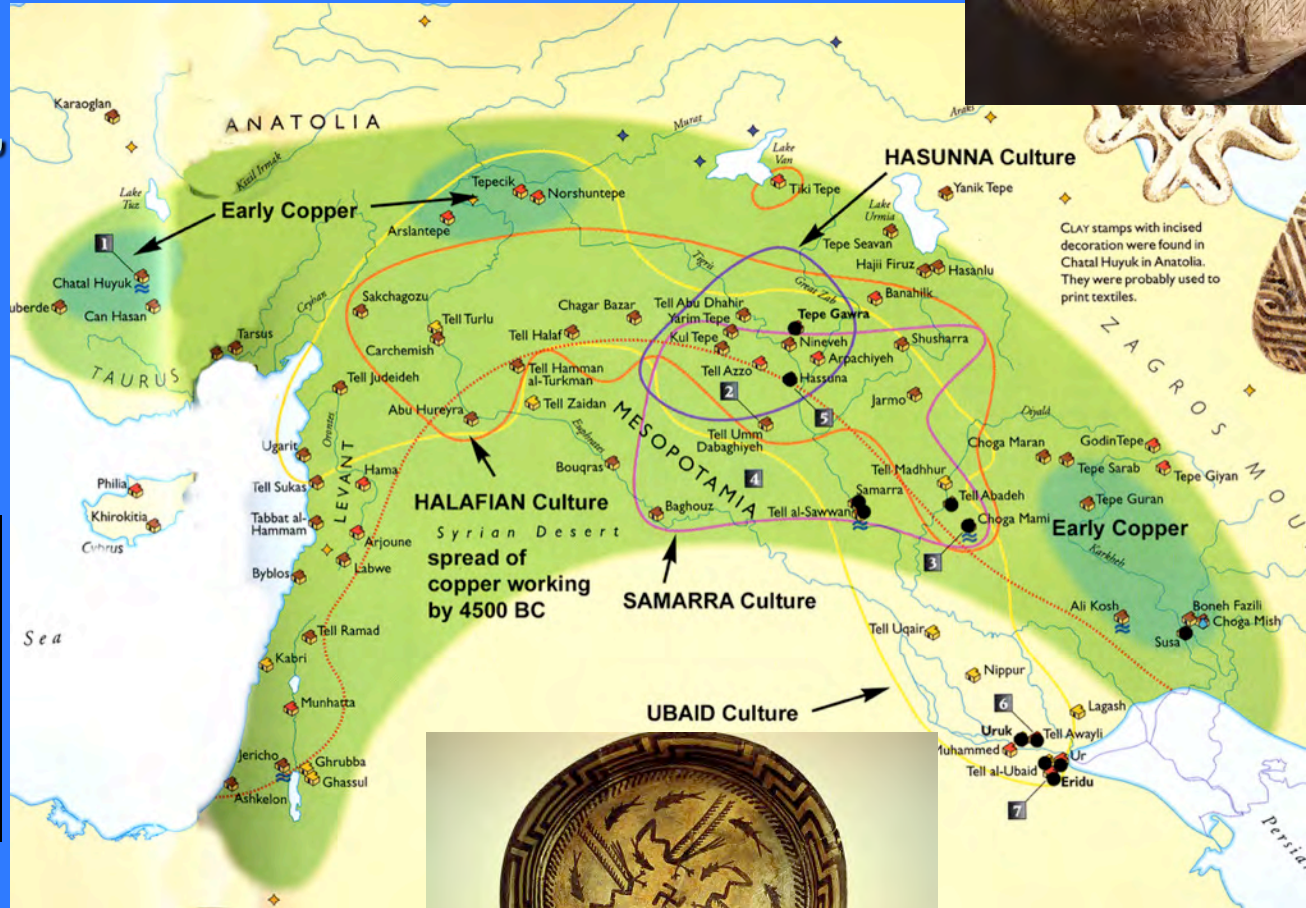 Karaoglan
ANATOLIA
Kizil Irmak
Murat
Araks
Lake
Van
Tiki Tepe
HASUNNA Culture
Yanik Tepe
Lake
Urmia
Lake
Tuz
Early Copper
Tepecik
Norshuntepe
Arslantepe
1
Chatal Huyuk
uberde
Can Hasan
Tepe Seavan
Hajii Firuz
Hasanlu
CLAY stamps with incised
decoration were found in
Chatal Huyuk in Anatolia.
They were probably used to
print textiles.
Tigris
Great Zab
Banahilk
Ceyhan
Sakchagozu
Chagar Bazar
Tell Abu Dhahir
Yarim Tepe
Tepe Gawra
Tell Turlu
Tell Halaf
Kul Tepe
Nineveh
Shusharra
Carchemish
Arpachiyeh
Tarsus
TAURUS
Tell Judeideh
Tell Hamman
al-Turkman
Tell Azzo
Hassuna
ZAGROS MOU
Tell Zaidan
2
Jarmo
Abu Hureyra
5
Orontes
MESOPOTAMIA
Tell Umm
Dabaghiyeh
Diyald
Ugarit
Euphrates
Choga Maran
GodinTepe
LEVANT
Hama
Bouqras
Tell Madhhur
Tepe Sarab
Tepe Giyan
Philia
Tell Sukas
4
Samarra
Tell Abadeh
Tepe Guran
HALAFIAN Culture
Baghouz
Tell al-Sawwan
Khirokitia
Tabbat al-
Hammam
Choga Mami
Early Copper
Cyprus
Arjoune
Syrian Desert
Karkheh
Labwe
spread of
copper working
by 4500 BC
3
Byblos
SAMARRA Culture
Ali Kosh
Boneh Fazili
Choga Mish
Sea
Tell Ramad
Tell Uqair
Susa
Kabri
Nippur
Munhatta
UBAID Culture
6
Lagash
Uruk
Tell Awayli
Jericho
Ghrubba
Muhammed
Ur
Ghassul
Tell al-Ubaid
Ashkelon
Eridu
7
Persia